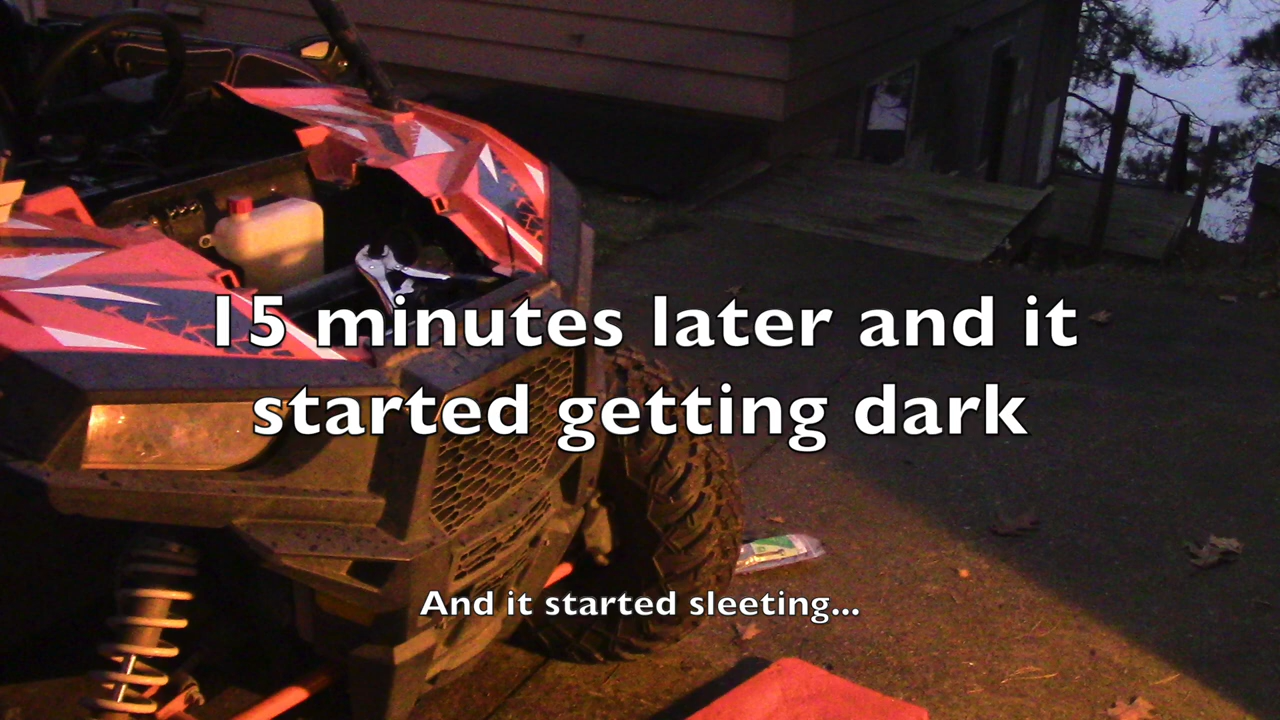 15 minutes later and it
started getting dark
And it started sleeting...